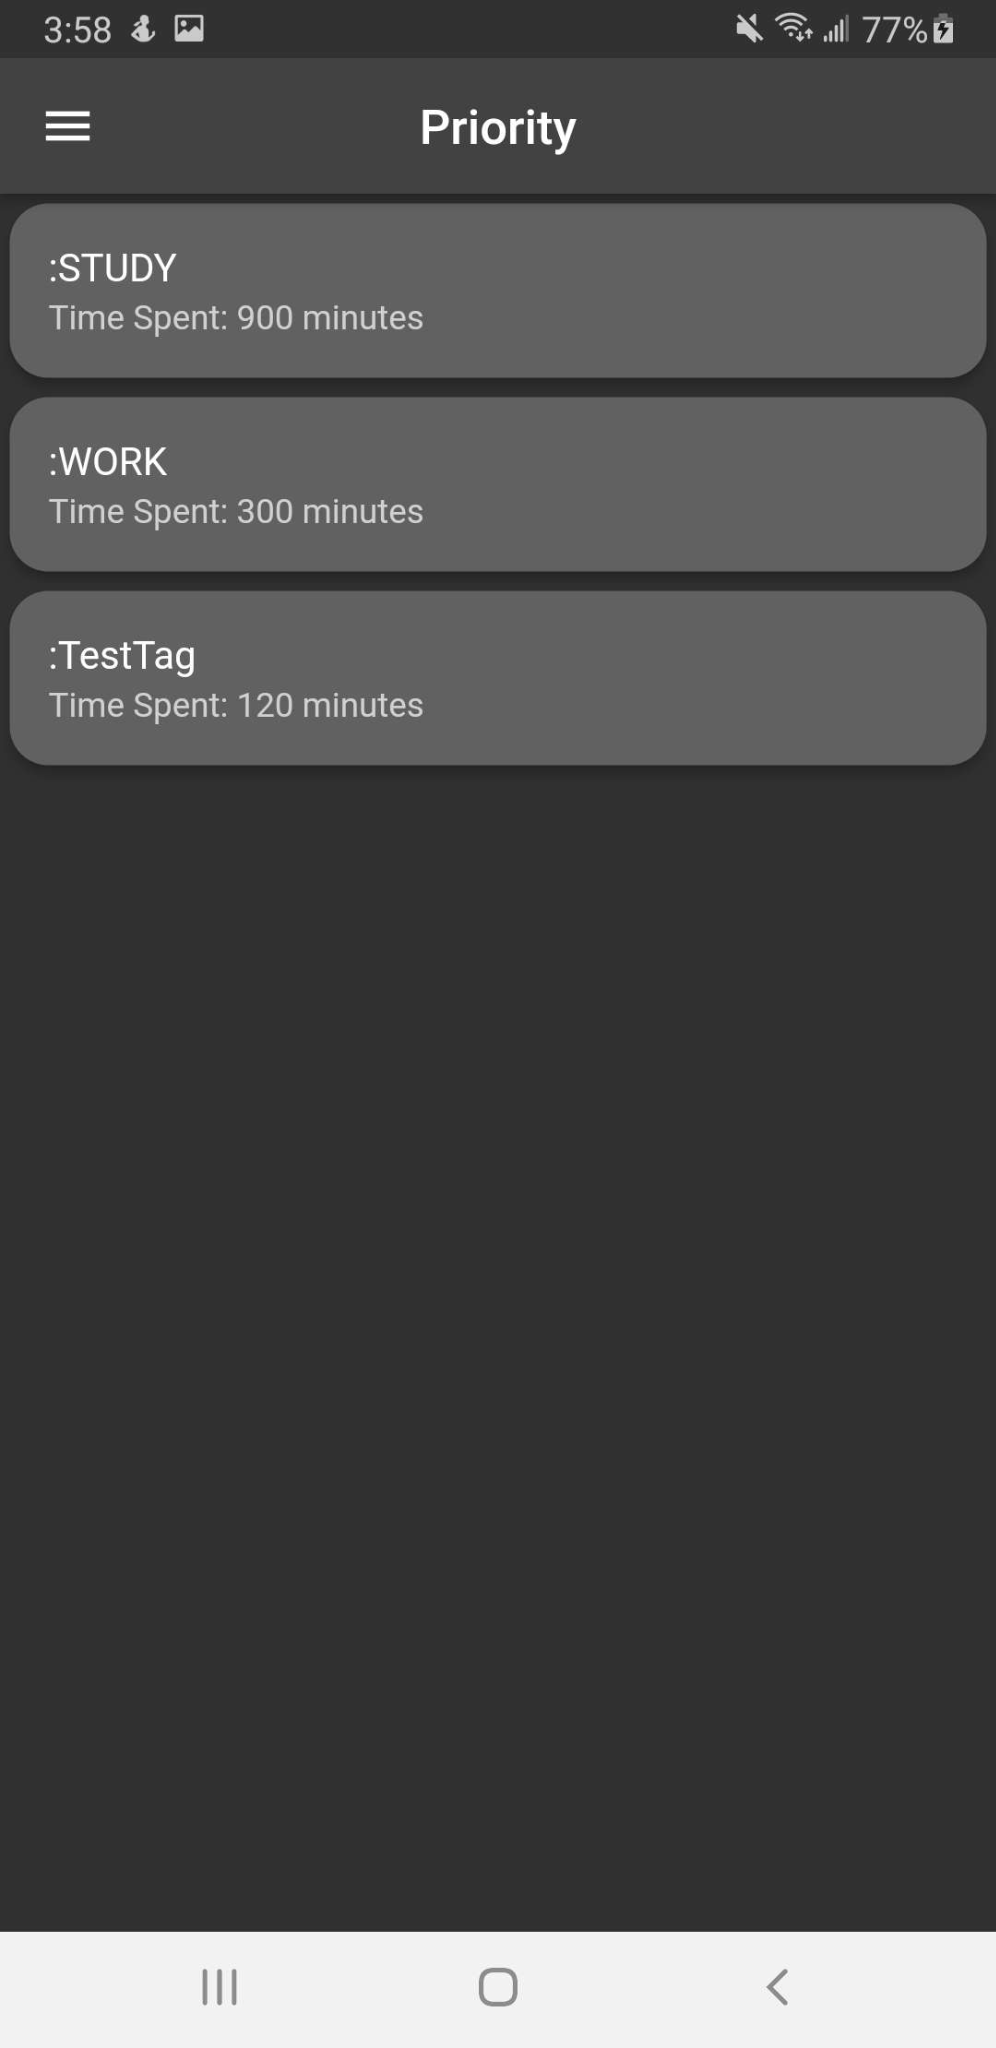 3:58 77%
Priority
:STUDY
Time Spent: 900 minutes
:WORK
Time Spent: 300 minutes
:TestTag
Time Spent: 120 minutes